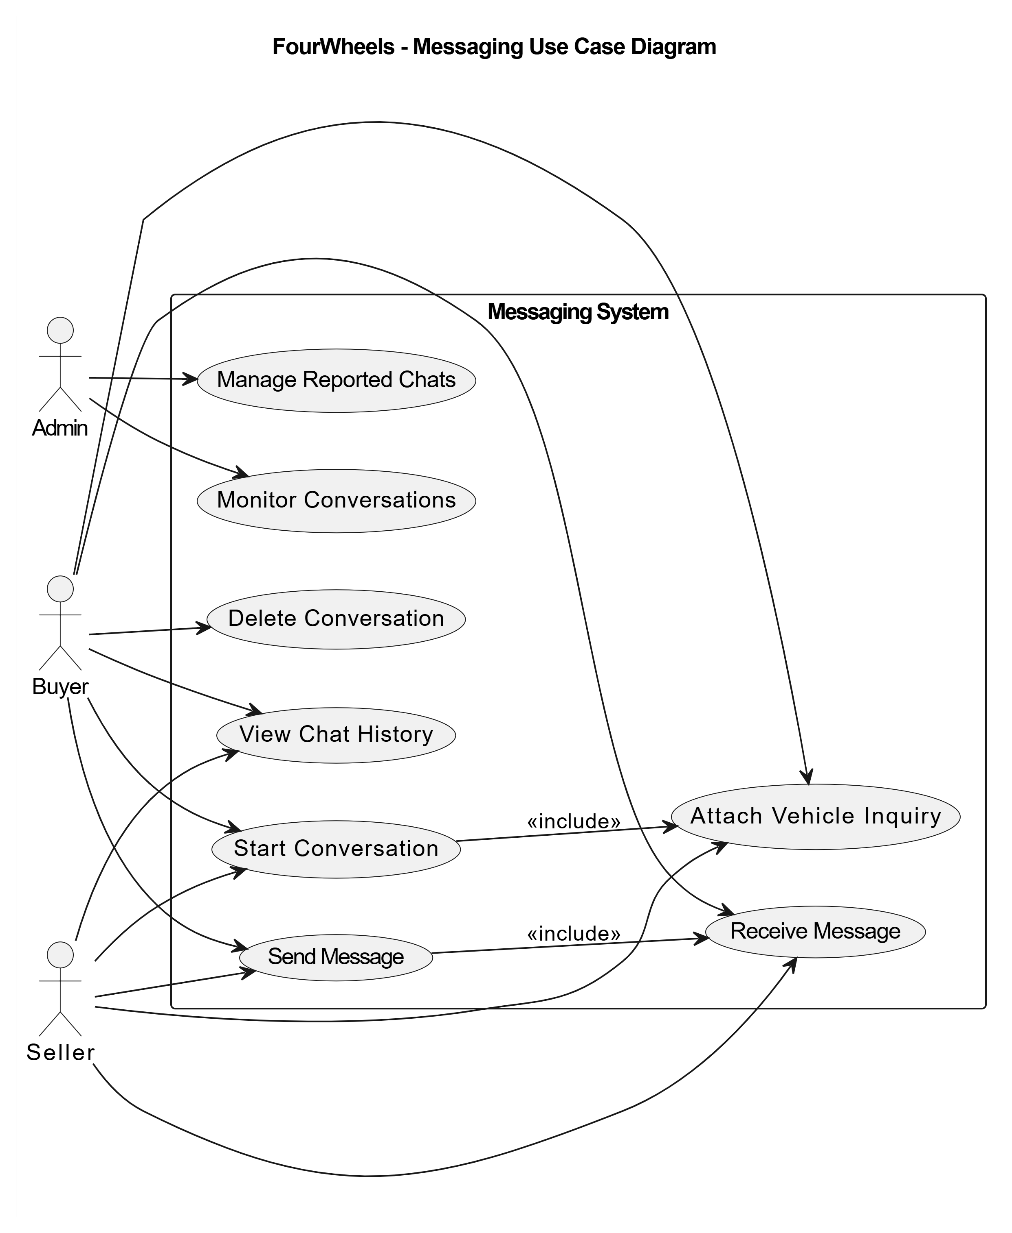 FourWheels - Messaging Use Case Diagram
Messaging System
Manage Reported Chats
Admin
Monitor Conversations
Delete Conversation
Buyer
View Chat History
«include»
Attach Vehicle Inquiry
Start Conversation
«include»
Receive Message
Send Message
Seller